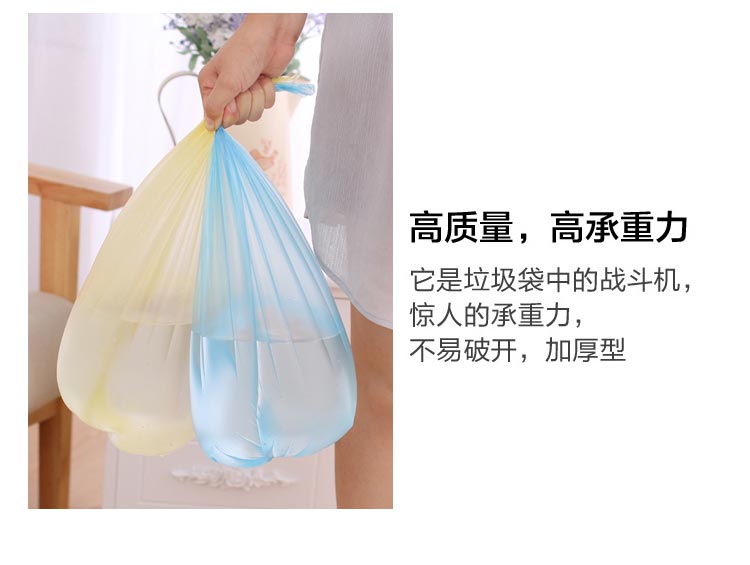 高质量，高承重力
它是垃圾袋中的战斗机，
惊人的承重力，
不易破开，加厚型